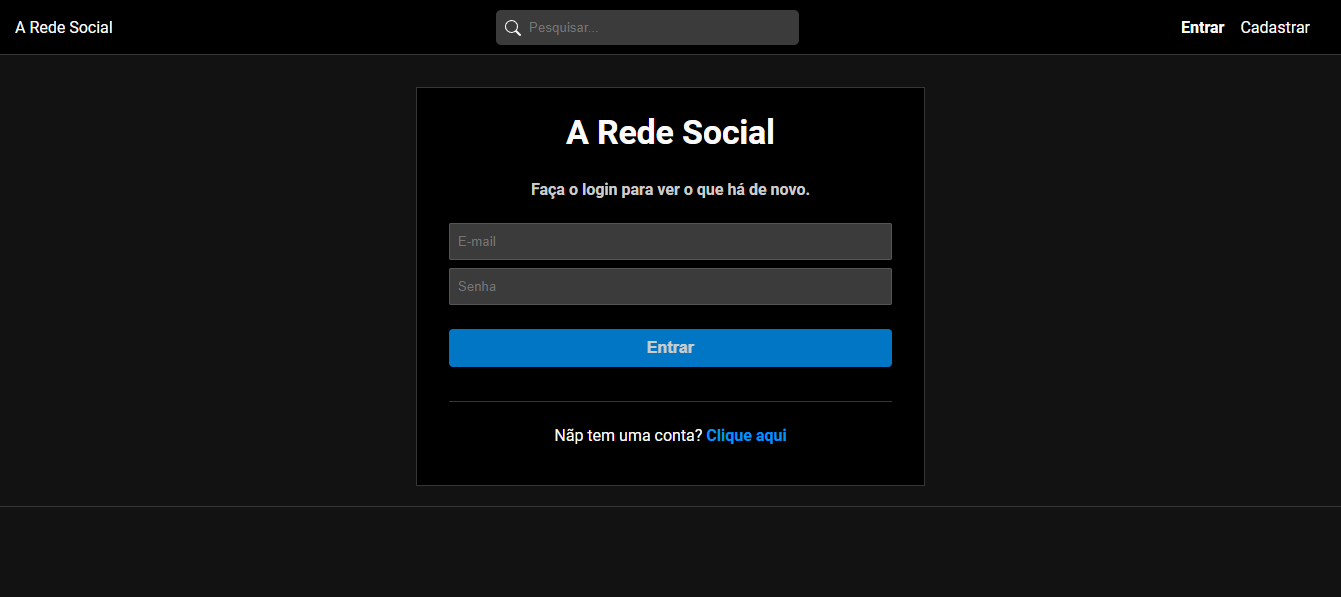 A Rede Social
Pesquisar...
Entrar Cadastrar
A Rede Social
Faça o login para ver o que há de novo.
E-mail
Senha
Entrar
Nãp tem uma conta? Clique aqui